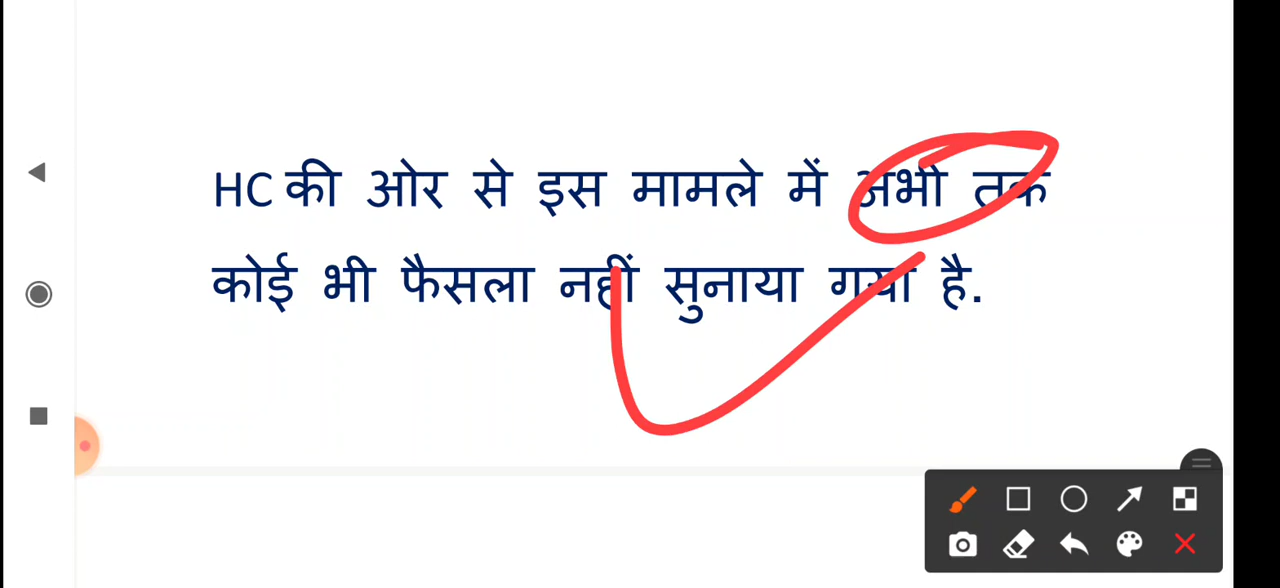 HC की ओर से इस मामले में अभी तक
कोई भी फैसला नहीं सुनाया गया है.